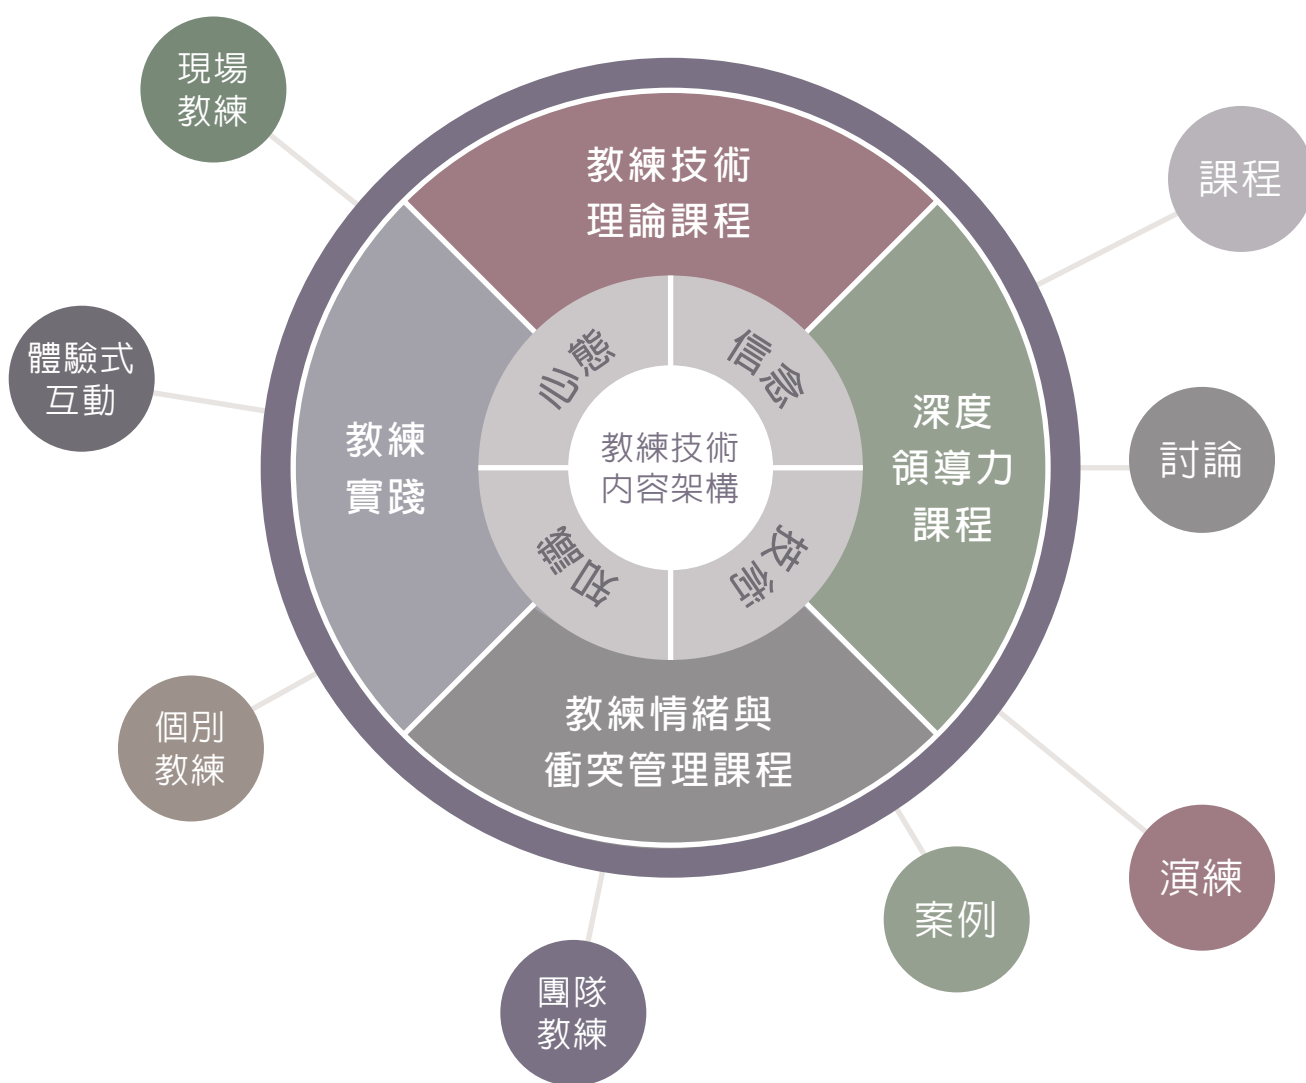 現場
教練
課程
教練技術
理論課程
心態
信念
體驗式
互動
教練
實踐
教練技術
内容架構
深度
領導力
課程
討論
知識
技術
個別
教練
教練情緒與
衝突管理課程
演練
案例
團隊
教練